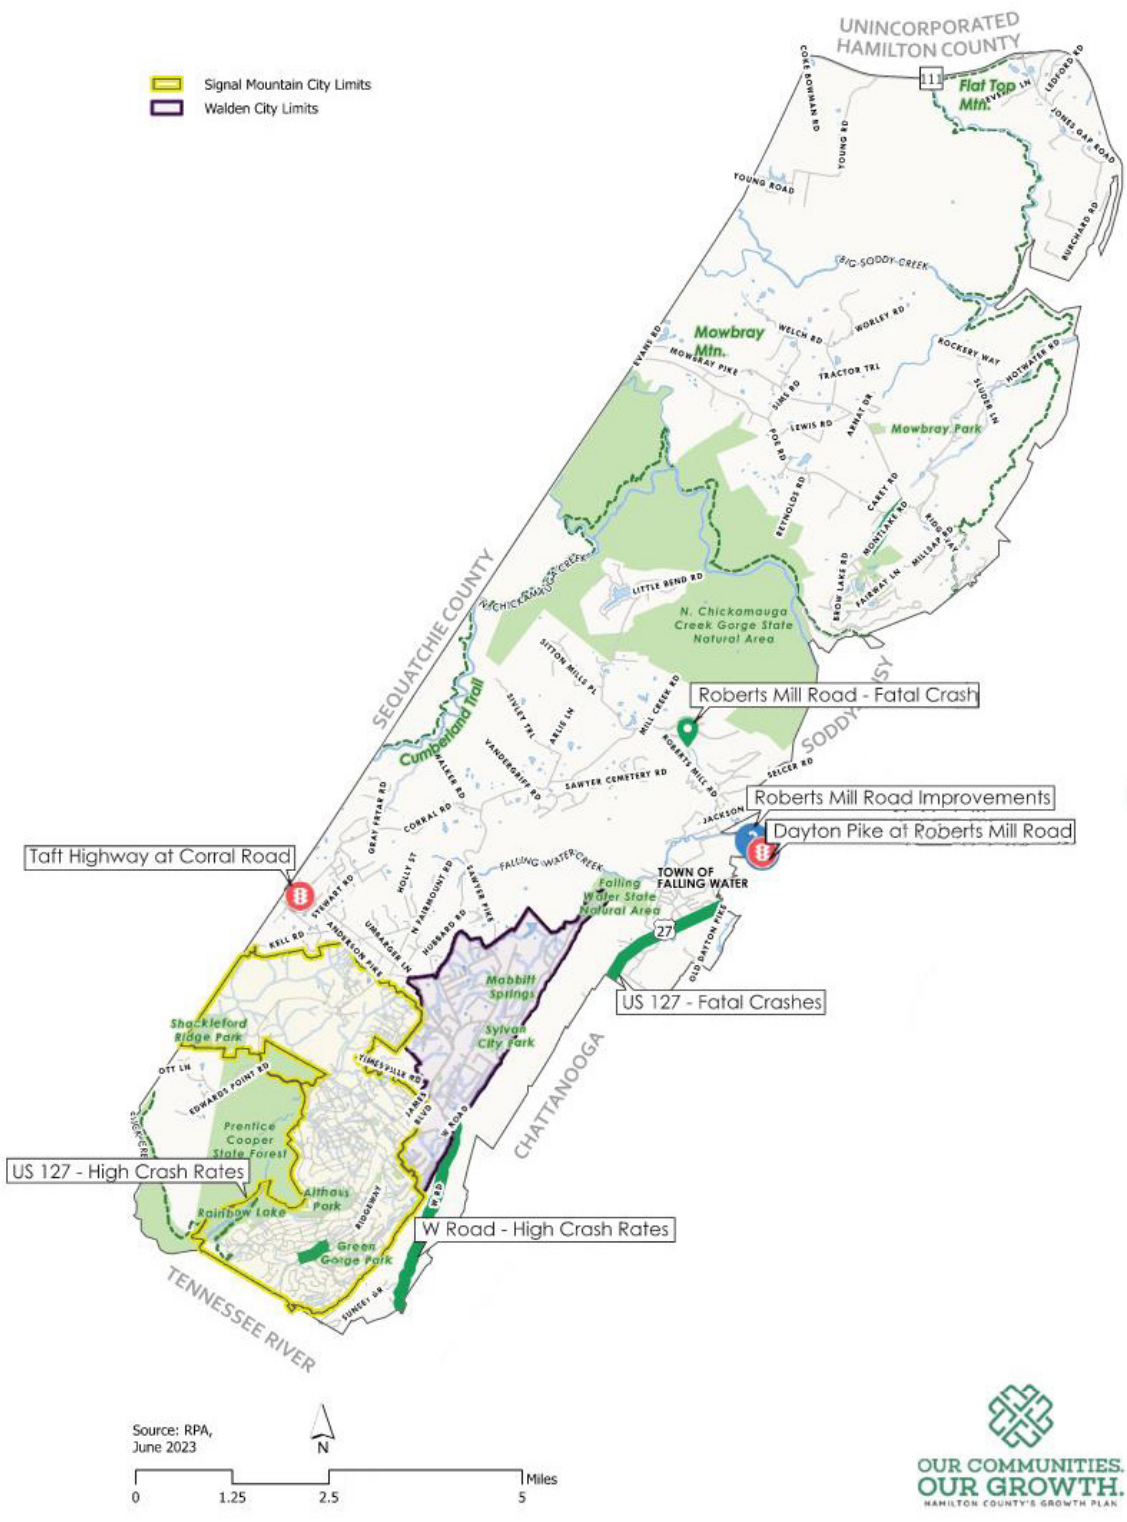 UNINCORPORATED
HAMILTON COUNTY
Signal Mountain City Limits
Walden City Limits
111
Flat Top
Mtn.
LEDFORD RD
COKE BOWMAN RD
YOUNG RD
JONES GAP ROAD
YOUNG ROAD
BURCHARD RD
BIG SODDY CREEK
EVANS RD
Mowbray
Mtn.
MOWBRAY PIKE
WELCH RD
WORLEY RD
ROCKERY WAY
HOTWATER RD
TRACTOR TRL
SIMS RD
SLUDER LN
LEWIS RD
ARNAT DR
POE RD
Mowbray Park
REYNOLDS RD
CAREY RD
MONTLAKE RD
RIDGEWAY
MILLSAP RD
BROW LAKE RD
FAIRWAY LN
SEQUATCHIE COUNTY
N CHICKAMAUGA CREEK
LITTLE BEND RD
N. Chickamauga
Creek Gorge State
Natural Area
SITTON MILLS PL
SODDY DAISY
Roberts Mill Road - Fatal Crash
Cumberland Trail
SIVLEY TRL
ARLIE LN
MILL CREEK RD
ROBERTS MILL RD
WALKER RD
VANDERGRIFF RD
SAWYER CEMETERY RD
SELCER RD
GRAY FRYAR RD
CORRAL RD
JACKSON
Roberts Mill Road Improvements
Dayton Pike at Roberts Mill Road
Taft Highway at Corral Road
HOLLY ST
N FAIRMOUNT RD
SAWYER PIKE
FALLING WATER CREEK
TOWN OF
FALLING WATER
Falling
Water State
Natural Area
STEWART RD
KELL RD
ANDERSON PIKE
UMBARGER LN
HUBBARD RD
27
OLD DAYTON PIKE
US 127 - Fatal Crashes
Mabbitt
Springs
Sylvan
City Park
Shackleford
Ridge Park
CHATTANOOGA
OTT LN
EDWARDS POINT RD
TIMESVILLE RD
JAMES
BLVD
W ROAD
Prentice
Cooper
State Forest
US 127 - High Crash Rates
Althaus
Park
Rainbow Lake
RIDGEWAY
W RD
W Road - High Crash Rates
Green
Gorge Park
SUNSET DR
TENNESSEE RIVER
Source: RPA,
June 2023
N
Miles
0 1.25 2.5 5
OUR COMMUNITIES.
OUR GROWTH.
HAMILTON COUNTY'S GROWTH PLAN